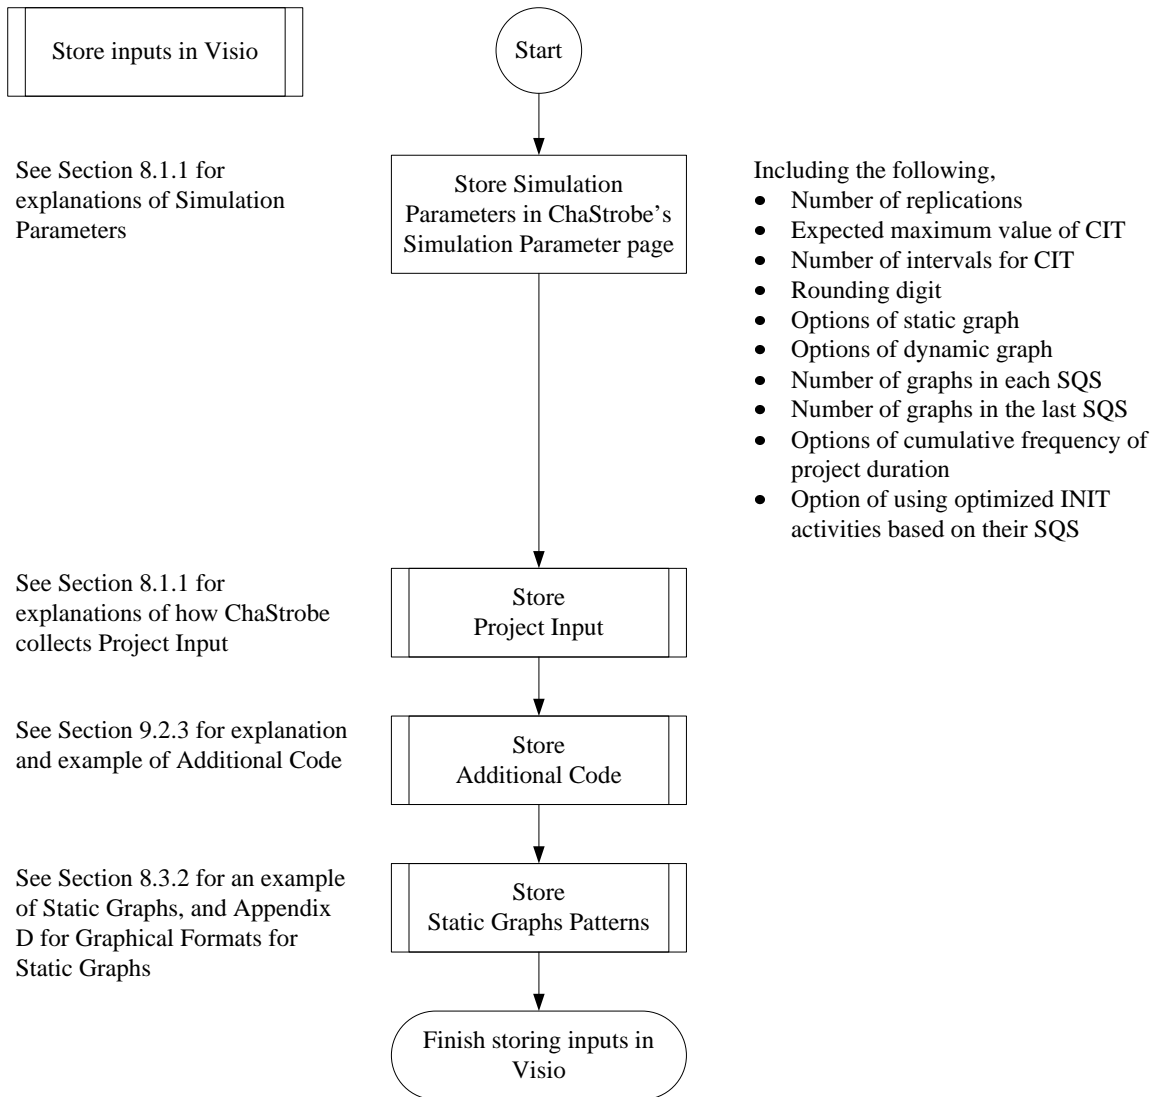 Store inputs in Visio
Start
See Section 8.1.1 for
explanations of Simulation
Parameters
Store Simulation
Parameters in ChaStrobe's
Simulation Parameter page
Including the following,
• Number of replications
• Expected maximum value of CIT
• Number of intervals for CIT
• Rounding digit
• Options of static graph
• Options of dynamic graph
• Number of graphs in each SQS
• Number of graphs in the last SQS
• Options of cumulative frequency of
project duration
• Option of using optimized INIT
activities based on their SQS
See Section 8.1.1 for
explanations of how ChaStrobe
collects Project Input
Store
Project Input
See Section 9.2.3 for explanation
and example of Additional Code
Store
Additional Code
See Section 8.3.2 for an example
of Static Graphs, and Appendix
D for Graphical Formats for
Static Graphs
Store
Static Graphs Patterns
Finish storing inputs in
Visio